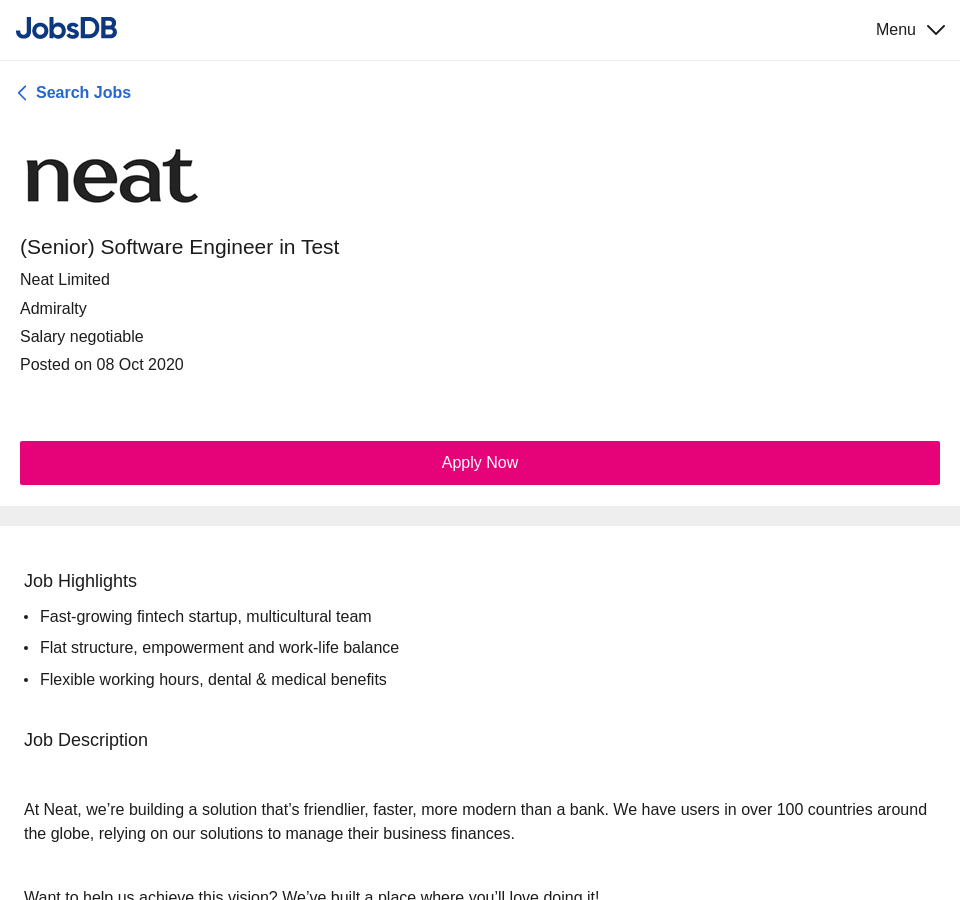 JobsDB
Menu
Search Jobs
neat
(Senior) Software Engineer in Test
Neat Limited
Admiralty
Salary negotiable
Posted on 08 Oct 2020
Apply Now
Job Highlights
• Fast-growing fintech startup, multicultural team
• Flat structure, empowerment and work-life balance
• Flexible working hours, dental & medical benefits
Job Description
At Neat, we’re building a solution that’s friendlier, faster, more modern than a bank. We have users in over 100 countries around
the globe, relying on our solutions to manage their business finances.
Want to help us achieve this vision? We’ve built a place where you’ll love doing it!